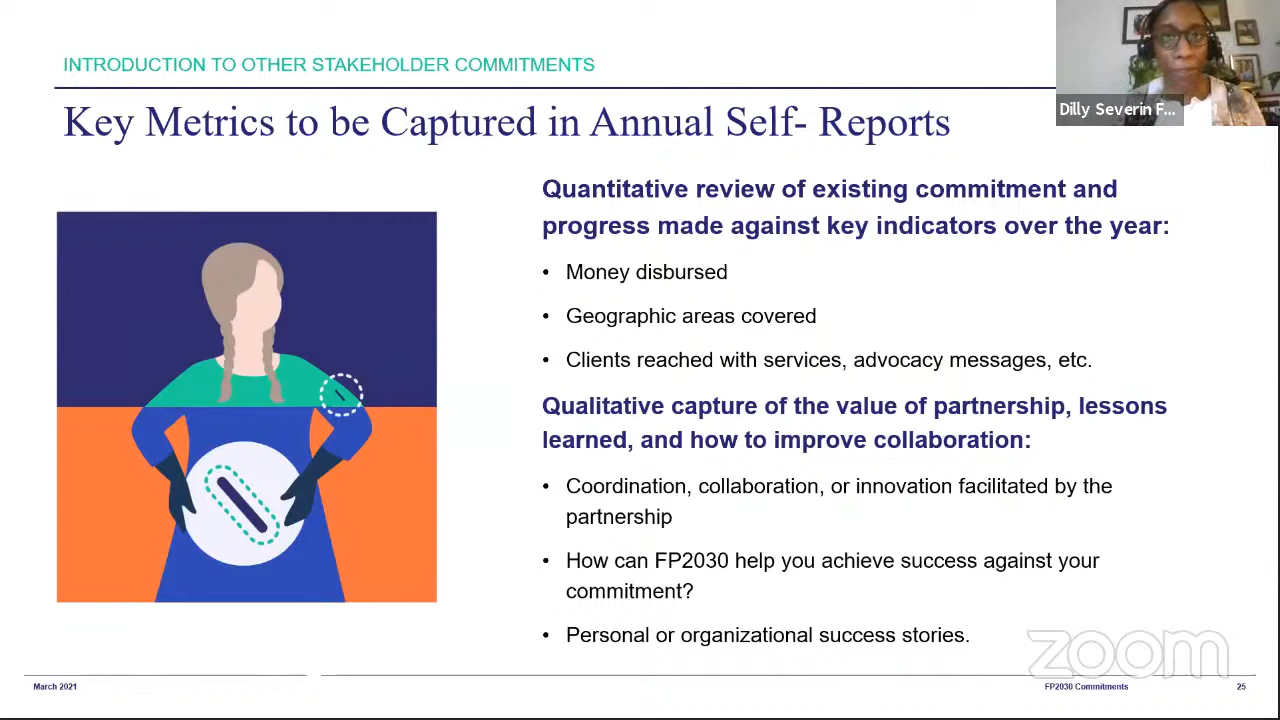 INTRODUCTION TO OTHER STAKEHOLDER COMMITMENTS
Key Metrics to be Captured in Annual Self- Reports
Dilly Severin F...
Quantitative review of existing commitment and
progress made against key indicators over the year:
• Money disbursed
• Geographic areas covered
• Clients reached with services, advocacy messages, etc.
Qualitative capture of the value of partnership, lessons
learned, and how to improve collaboration:
• Coordination, collaboration, or innovation facilitated by the
partnership
• How can FP2030 help you achieve success against your
commitment?
• Personal or organizational success stories.
zoom
March 2021
FP2030 Commitments
25